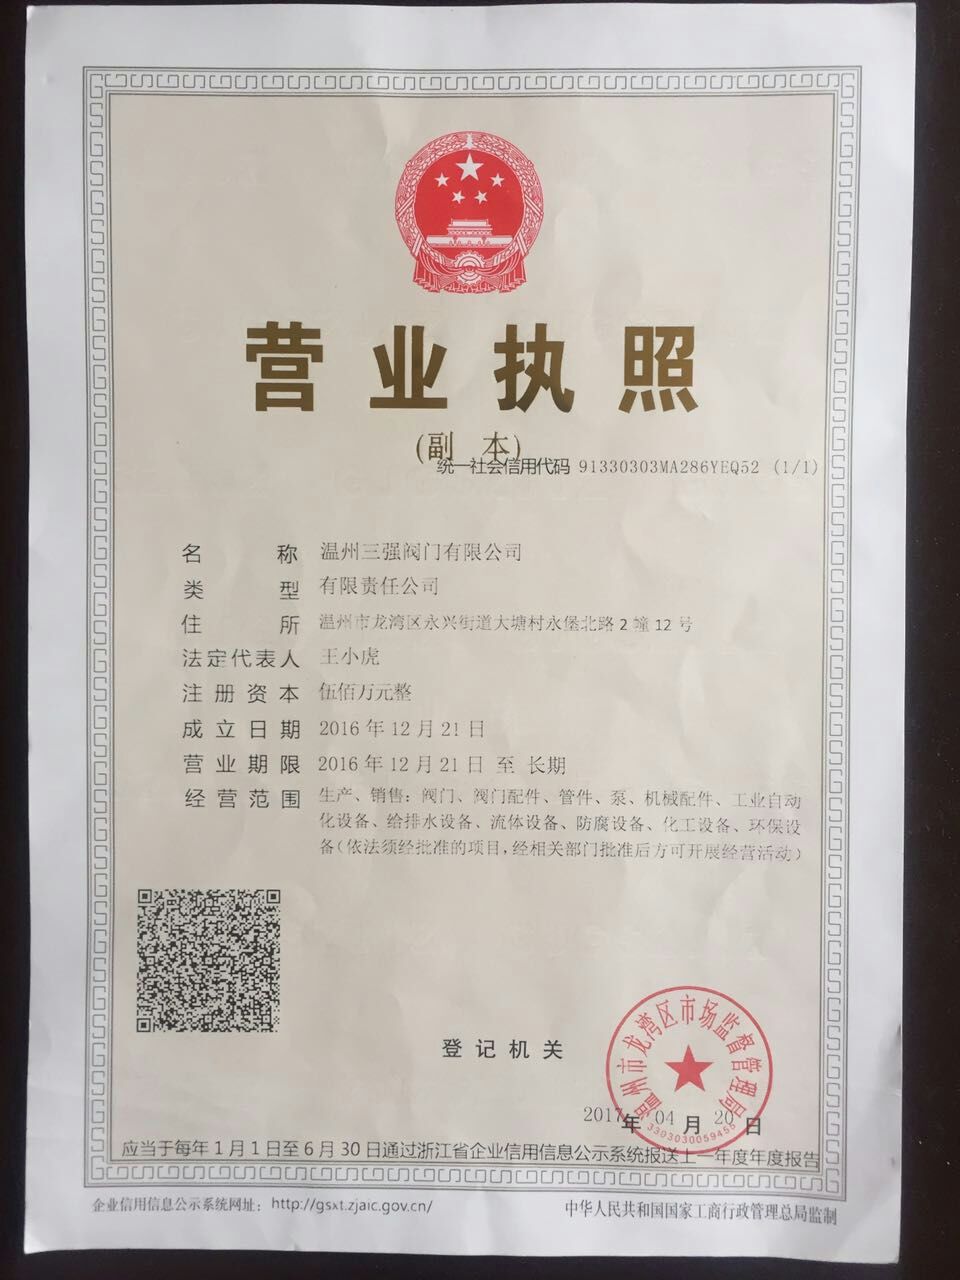 营业执照
(副 本)
统一社会信用代码 91330303MA286YEQ52 (1/1)
名 称 温州三强阀门有限公司
类 型 有限责任公司
住 所 温州市龙湾区永兴街道大塘村永堡北路2幢12号
法定代表人 王小虎
注册资本 伍佰万元整
成立日期 2016年12月21日
营业期限 2016年12月21日 至 长期
经营范围 生产、销售：阀门、阀门配件、管件、泵、机械配件、工业自动
化设备、给排水设备、流体设备、防腐设备、化工设备、环保设
备(依法须经批准的项目,经相关部门批准后方可开展经营活动)
登记机关
温州市龙湾区市场监督管理局
2017年04月20日
3303030059455
应当于每年1月1日至6月30日通过浙江省企业信用信息公示系统报送上一年度年度报告
企业信用信息公示系统网址：http://gsxt.zjaic.gov.cn/ 中华人民共和国国家工商行政管理总局监制